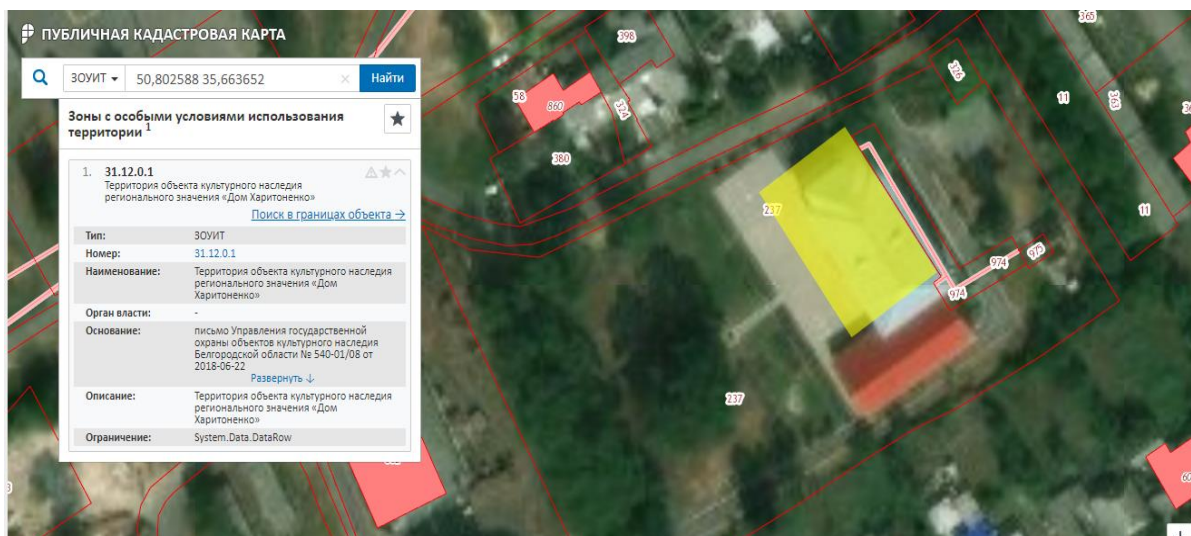 ПУБЛИЧНАЯ КАДАСТРОВАЯ КАРТА
ЗОУИТ 50,802588 35,663652 × Найти
Зоны с особыми условиями использования
территории 1
1. 31.12.0.1
Территория объекта культурного наследия
регионального значения «Дом Харитоненко»
Поиск в границах объекта →
Тип: ЗОУИТ
Номер: 31.12.0.1
Наименование: Территория объекта культурного наследия
регионального значения «Дом
Харитоненко»
Орган власти: -
Основание: письмо Управления государственной
охраны объектов культурного наследия
Белгородской области № 540-01/08 от
2018-06-22
Развернуть ↓
Описание: Территория объекта культурного наследия
регионального значения «Дом
Харитоненко»
Ограничение: System.Data.DataRow
365
398
326
58
860
324
11
363
380
237
11
974
975
974
237